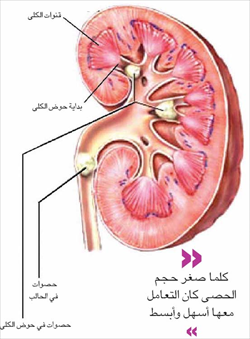 قنوات الكلى
بداية حوض الكلى
حصوات
في الحالب
حصوات في حوض الكلى
»
كلما صغر حجم
الحصى كان التعامل
معها أسهل وأبسط
«